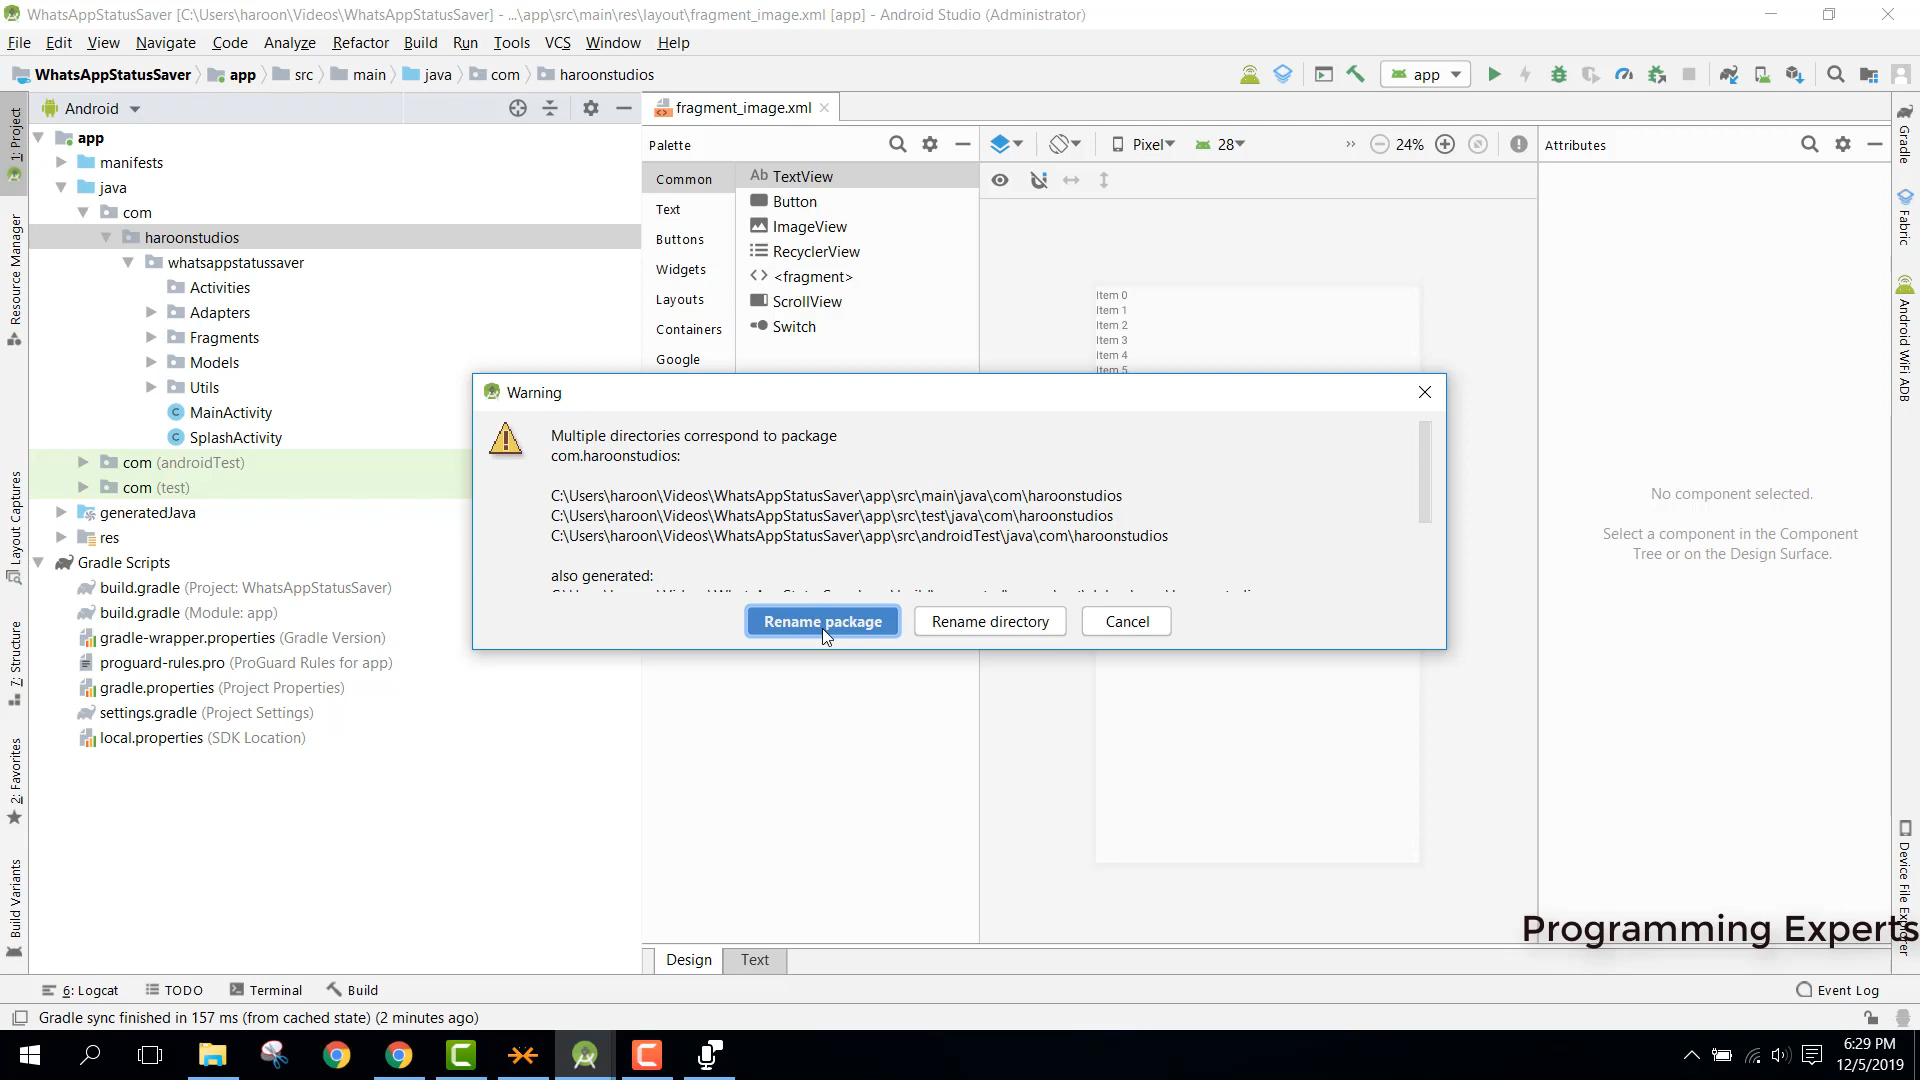 WhatsAppStatusSaver [C:\Users\haroon\Videos\WhatsAppStatusSaver] - ...\app\src\main\res\layout\fragment_image.xml [app] - Android Studio (Administrator)
File Edit View Navigate Code Analyze Refactor Build Run Tools VCS Window Help
WhatsAppStatusSaver app src main java com haroonstudios
app
Android
fragment_image.xml
1: Project
Resource Manager
Layout Captures
7: Structure
2: Favorites
Build Variants
app
manifests
java
com
haroonstudios
whatsappstatussaver
Activities
Adapters
Fragments
Models
Utils
MainActivity
SplashActivity
com (androidTest)
com (test)
generatedJava
res
Gradle Scripts
build.gradle (Project: WhatsAppStatusSaver)
build.gradle (Module: app)
gradle-wrapper.properties (Gradle Version)
proguard-rules.pro (ProGuard Rules for app)
gradle.properties (Project Properties)
settings.gradle (Project Settings)
local.properties (SDK Location)
Palette
Common
Text
Buttons
Widgets
Layouts
Containers
Google
Ab TextView
Button
ImageView
RecyclerView
<fragment>
ScrollView
Switch
Pixel 28 24%
Item 0
Item 1
Item 2
Item 3
Item 4
Item 5
Attributes
No component selected.
Select a component in the Component
Tree or on the Design Surface.
Gradle
Fabric
Android WiFi ADB
Device File Explorer
Warning
Multiple directories correspond to package
com.haroonstudios:
C:\Users\haroon\Videos\WhatsAppStatusSaver\app\src\main\java\com\haroonstudios
C:\Users\haroon\Videos\WhatsAppStatusSaver\app\src\test\java\com\haroonstudios
C:\Users\haroon\Videos\WhatsAppStatusSaver\app\src\androidTest\java\com\haroonstudios
also generated:
Rename package
Rename directory
Cancel
Programming Experts
Design Text
6: Logcat TODO Terminal Build
Event Log
Gradle sync finished in 157 ms (from cached state) (2 minutes ago)
6:29 PM
12/5/2019